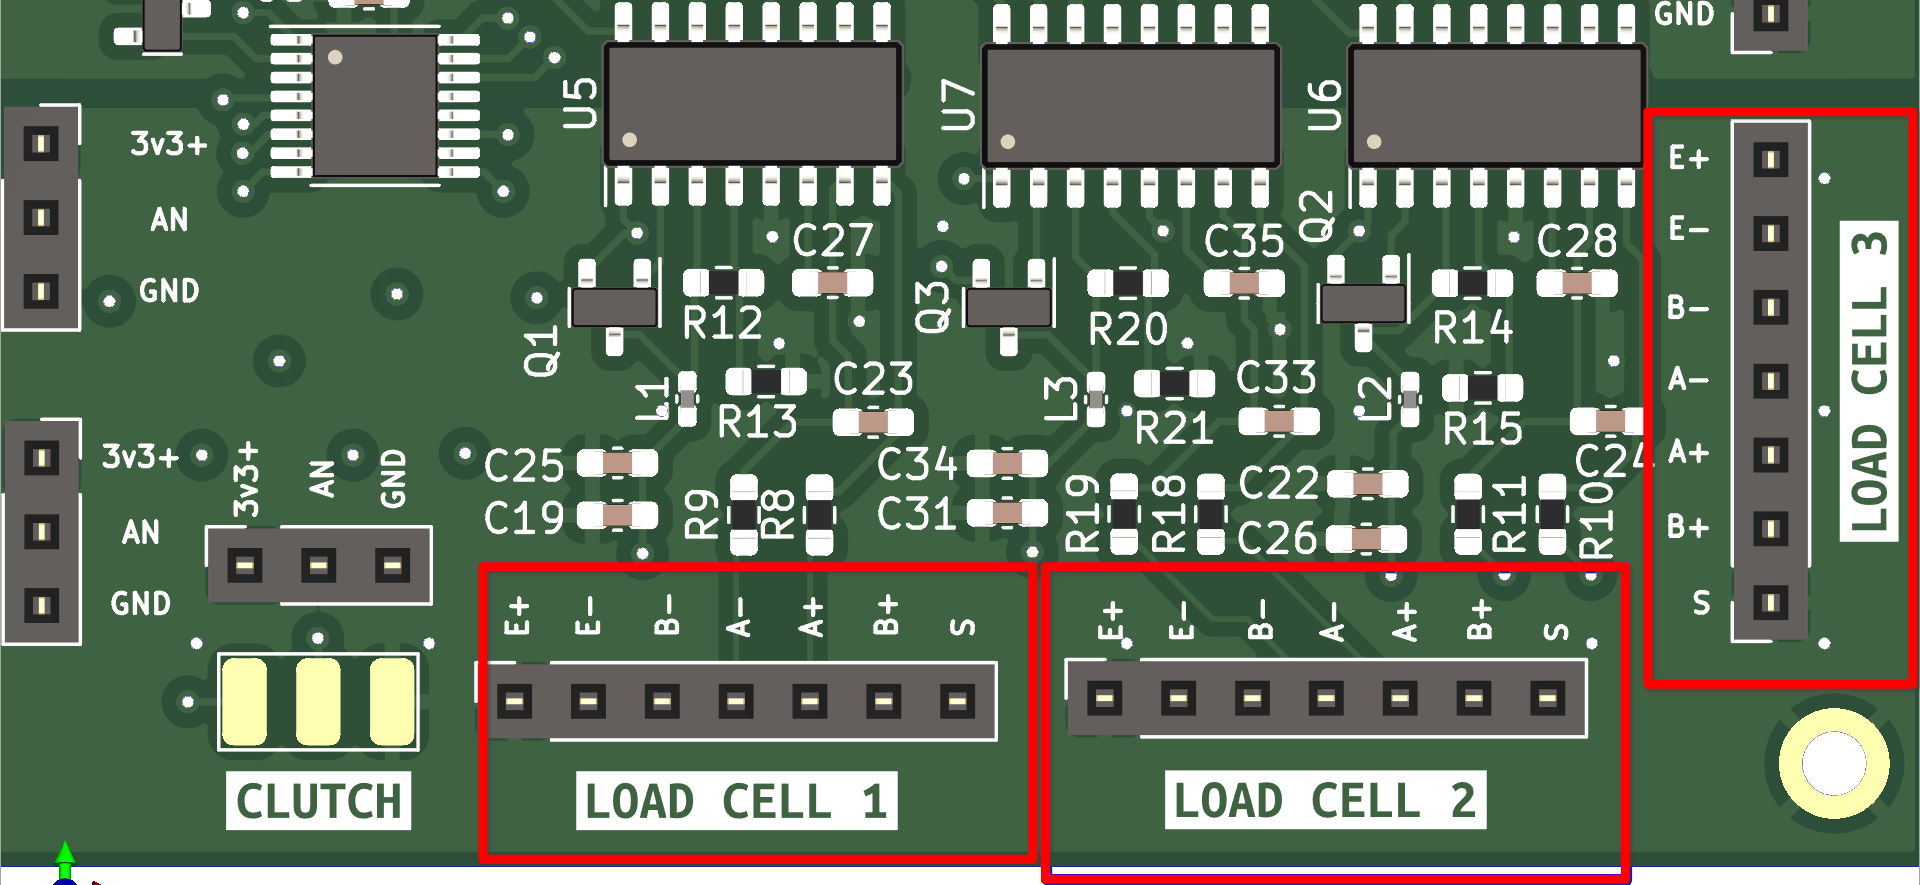 GND
3v3+
AN
GND
U5
U7
U6
E+
E-
B-
A-
A+
B+
S
LOAD CELL 3
Q2
C27
C35
C28
Q1
R12
Q3
R20
R14
L1
R13
C23
L3
R21
C33
L2
R15
C24
3v3+
AN
GND
3v3+
AN
GND
C25
C19
R9
R8
C34
C31
R19
R18
C22
C26
R11
R10
E+
E-
B-
A-
A+
B+
S
E+
E-
B-
A-
A+
B+
S
CLUTCH
LOAD CELL 1
LOAD CELL 2